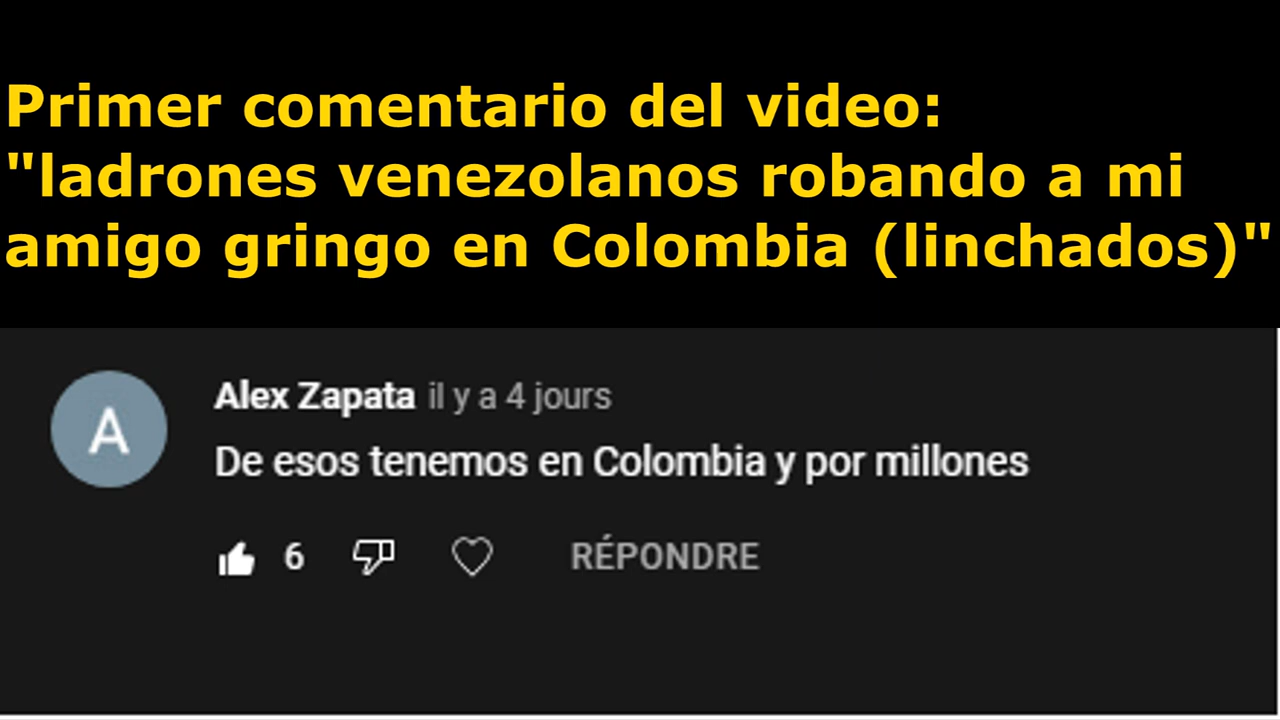 Primer comentario del video:
"ladrones venezolanos robando a mi
amigo gringo en Colombia (linchados)"
A
Alex Zapata il y a 4 jours
De esos tenemos en Colombia y por millones
6 RÉPONDRE